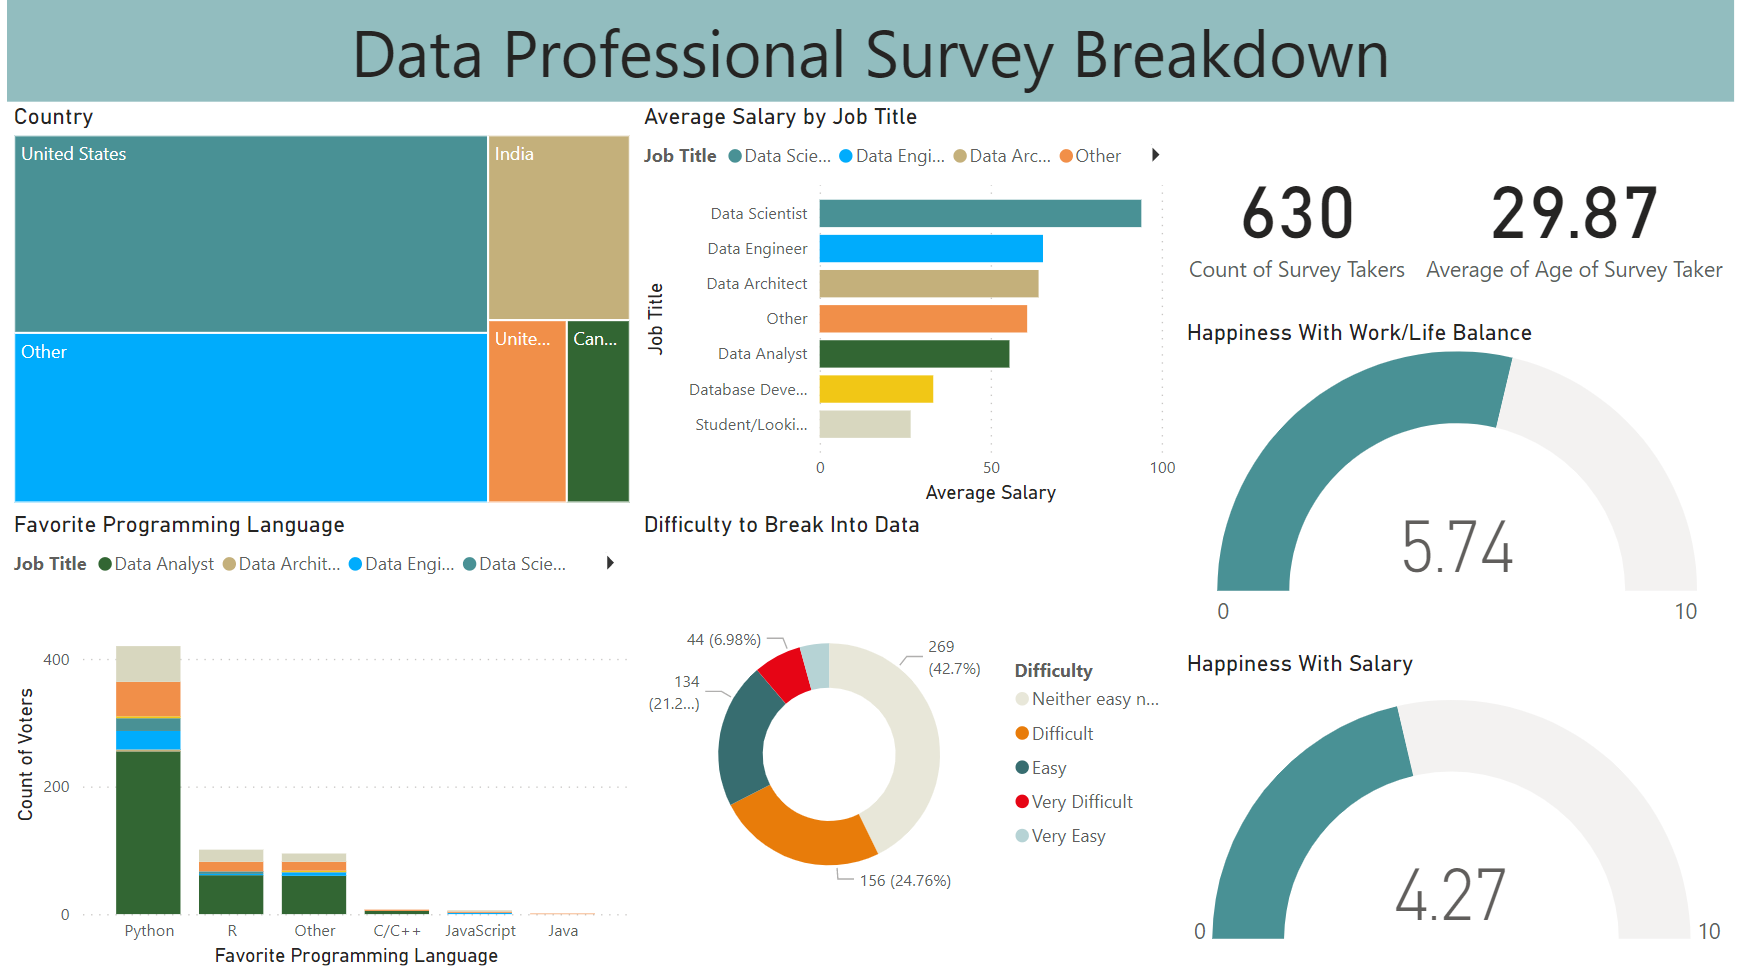 Data Professional Survey Breakdown
Country
United States
India
Other
Unite...
Can...
Average Salary by Job Title
Job Title Data Scie... Data Engi... Data Arc... Other
Job Title
Data Scientist
Data Engineer
Data Architect
Other
Data Analyst
Database Deve...
Student/Looki...
0 50 100
Average Salary
630
Count of Survey Takers
29.87
Average of Age of Survey Taker
Happiness With Work/Life Balance
5.74
0 10
Favorite Programming Language
Job Title Data Analyst Data Archit... Data Engi... Data Scie...
Count of Voters
400
200
0
Python R Other C/C++ JavaScript Java
Favorite Programming Language
Difficulty to Break Into Data
44 (6.98%)
269
(42.7%)
134
(21.2...)
156 (24.76%)
Difficulty
Neither easy n...
Difficult
Easy
Very Difficult
Very Easy
Happiness With Salary
4.27
0 10